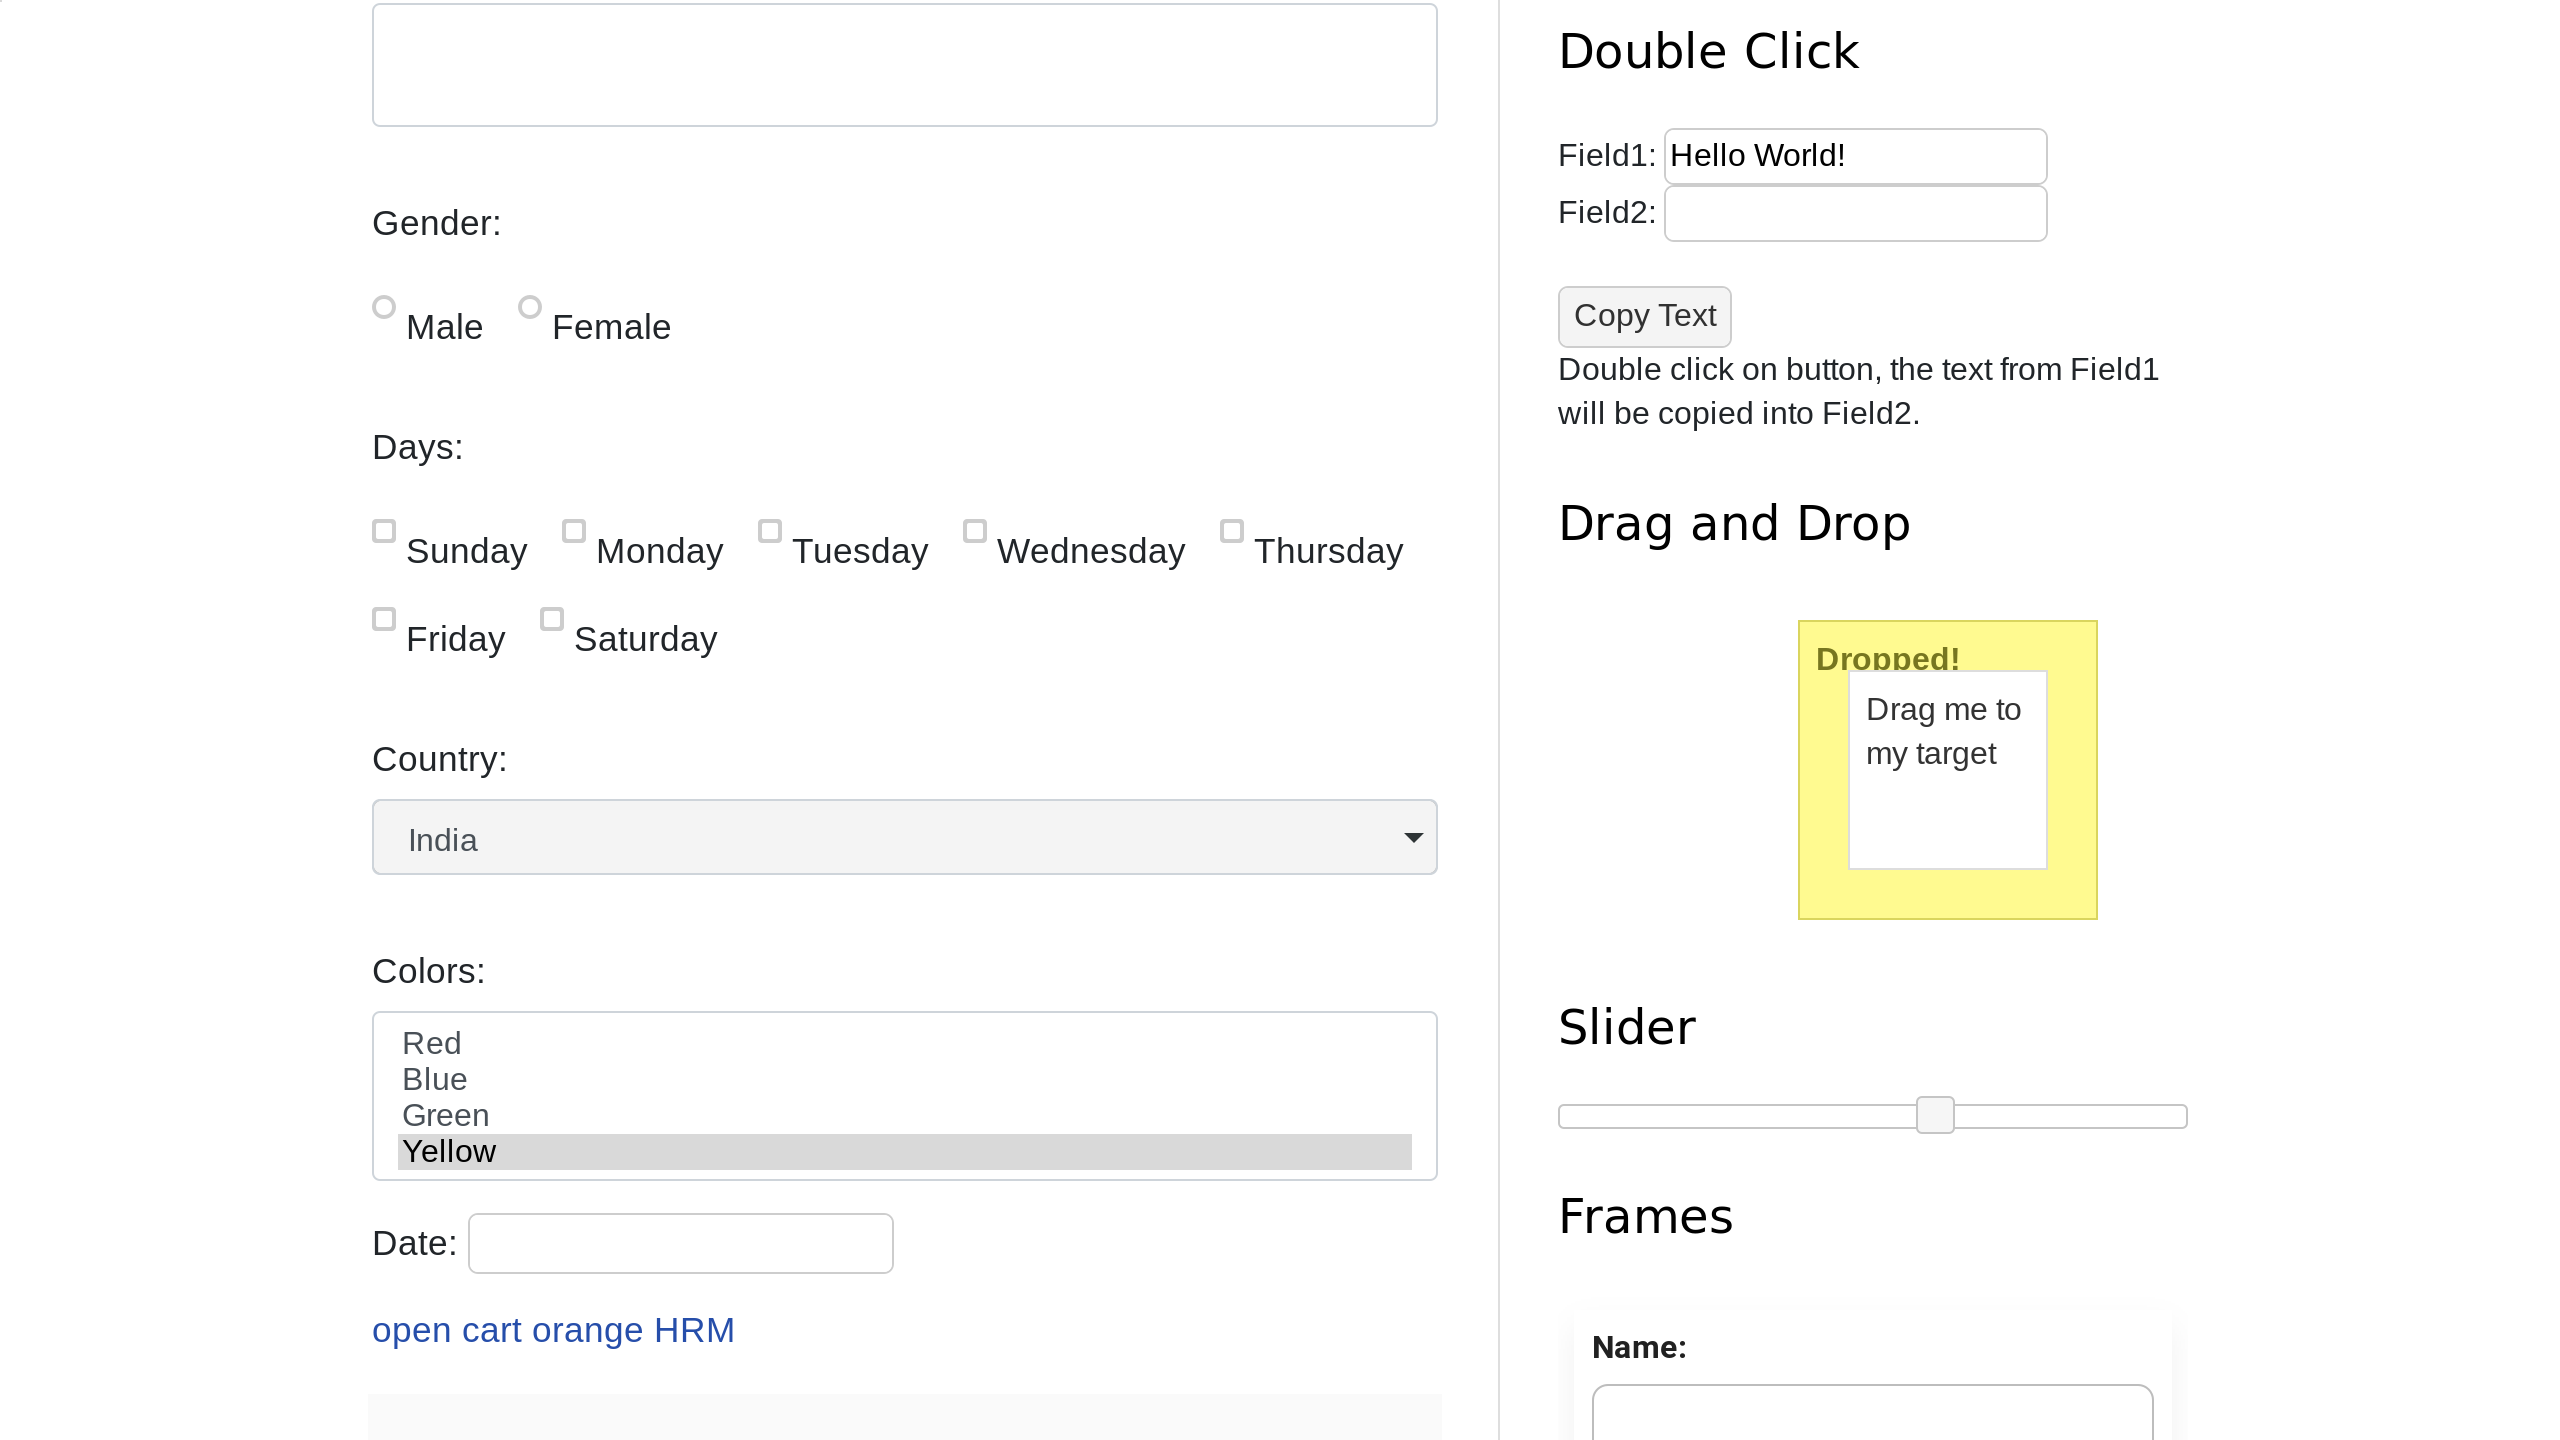 Gender:
Male Female
Days:
Sunday Monday Tuesday Wednesday Thursday
Friday Saturday
Country:
India
Colors:
Red
Blue
Green
Yellow
Date:
open cart orange HRM
Double Click
Field1: Hello World!
Field2:
Copy Text
Double click on button, the text from Field1
will be copied into Field2.
Drag and Drop
Dropped!
Drag me to
my target
Slider
Frames
Name: